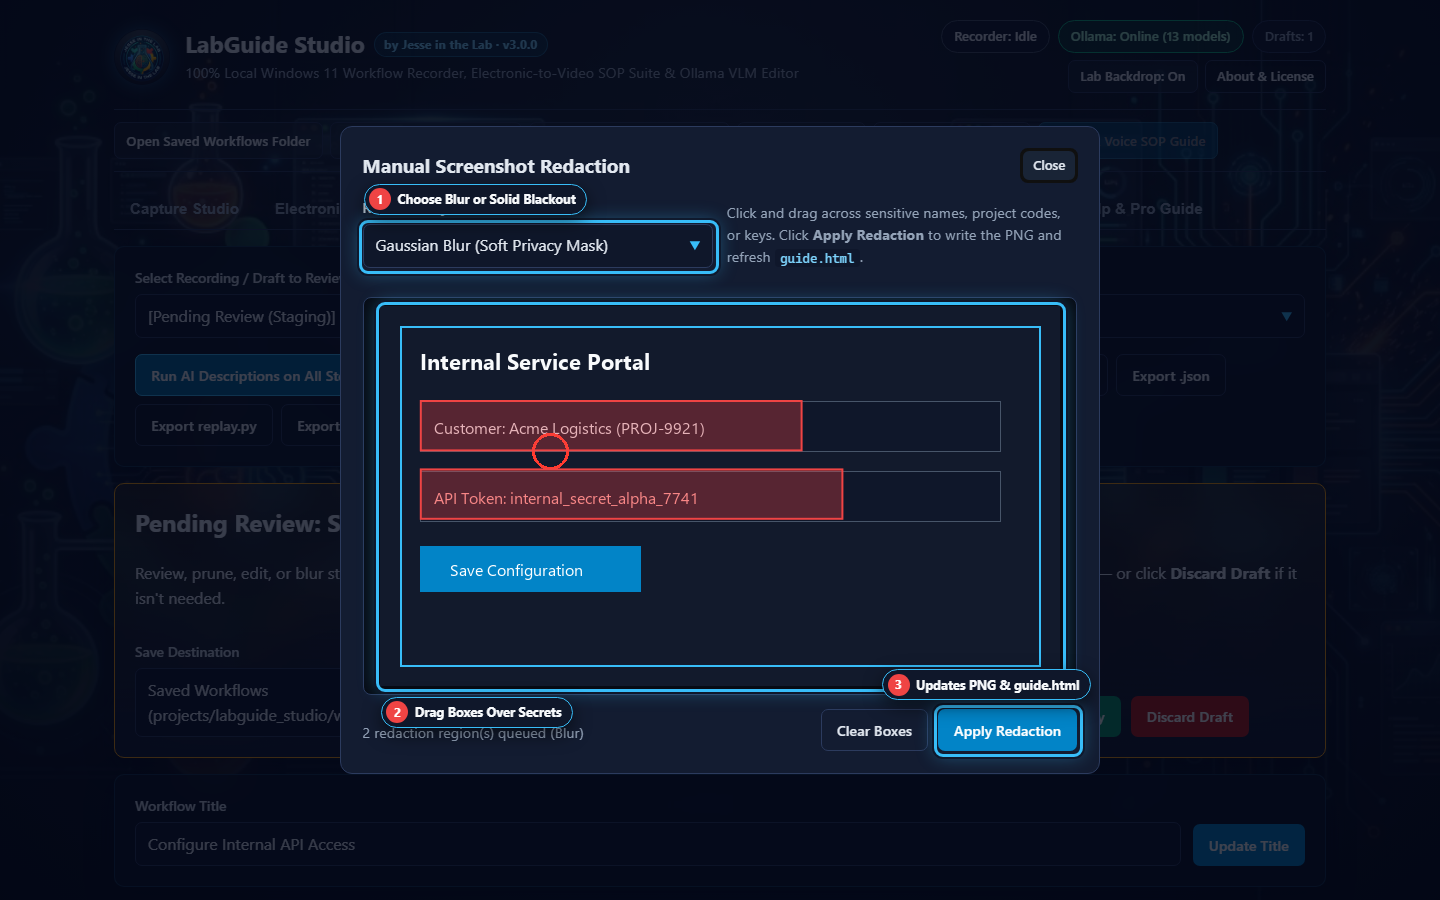 LabGuide Studio
by Jesse in the Lab · v3.0.0
100% Local Windows 11 Workflow Recorder, Electronic-to-Video SOP Suite & Ollama VLM Editor
Recorder: Idle
Ollama: Online (13 models)
Drafts: 1
Lab Backdrop: On
About & License
Open Saved Workflows Folder
Voice SOP Guide
Capture Studio
Electroni
p & Pro Guide
Manual Screenshot Redaction
Close
1 Choose Blur or Solid Blackout
Gaussian Blur (Soft Privacy Mask)
Click and drag across sensitive names, project codes,
or keys. Click Apply Redaction to write the PNG and
refresh guide.html.
Select Recording / Draft to Revie
[Pending Review (Staging)]
Run AI Descriptions on All St
Export .json
Export replay.py
Export
Internal Service Portal
Customer: Acme Logistics (PROJ-9921)
API Token: internal_secret_alpha_7741
Save Configuration
Pending Review: S
Review, prune, edit, or blur st
— or click Discard Draft if it
isn't needed.
Save Destination
Saved Workflows
(projects/labguide_studio/
Discard Draft
3 Updates PNG & guide.html
2 Drag Boxes Over Secrets
2 redaction region(s) queued (Blur)
Clear Boxes
Apply Redaction
Workflow Title
Configure Internal API Access
Update Title